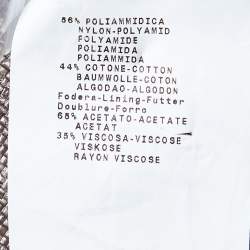 56% POLIAMMIDICA
NYLON-POLYAMID
POLYAMIDE
POLIAMIDA
POLIAMMIDA
44% COTONE-COTTON
BAUMWOLLE-COTON
ALGODAO-ALGODON
Fodera-Lining-Futter
Doublure-Forro
65% ACETATO-ACETATE
ACETAT
35% VISCOSA-VISCOSE
VISKOSE
RAYON VISCOSE